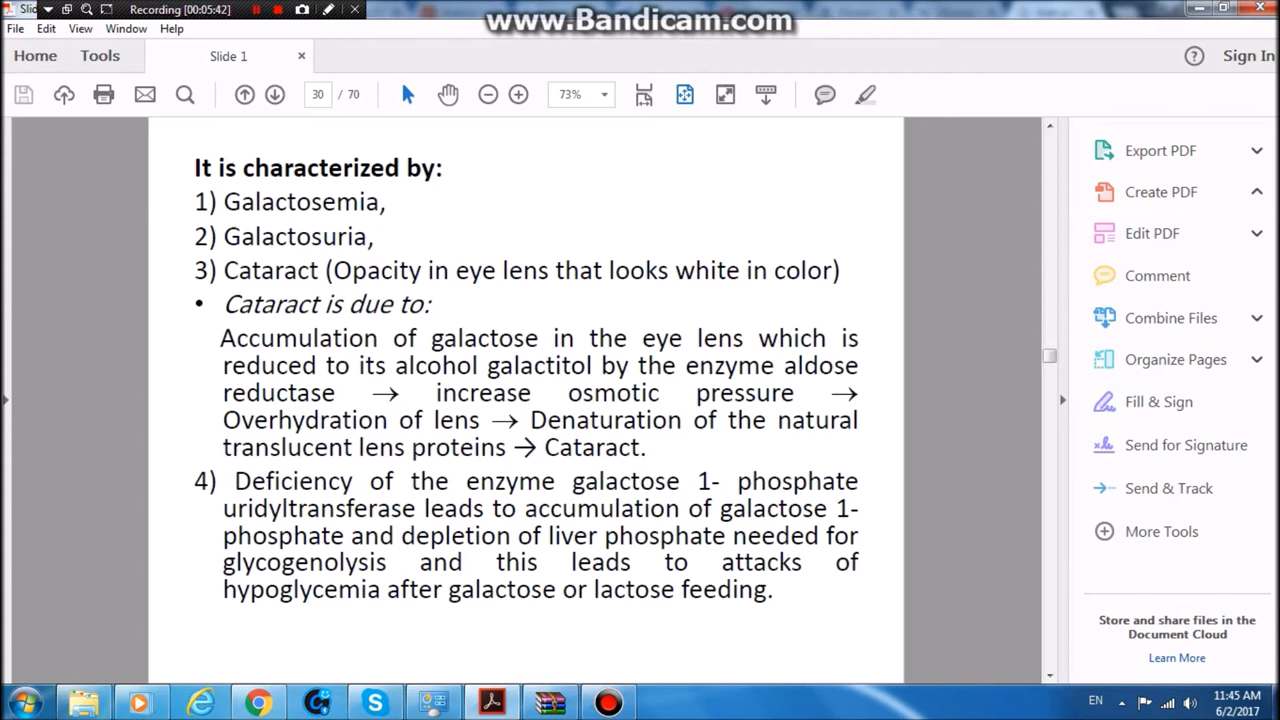 Slid Recording [00:05:42]
www.Bandicam.com
File Edit View Window Help
Home Tools Slide 1 × Sign In
30 / 70 73%
It is characterized by:
1) Galactosemia,
2) Galactosuria,
3) Cataract (Opacity in eye lens that looks white in color)
• Cataract is due to:
Accumulation of galactose in the eye lens which is
reduced to its alcohol galactitol by the enzyme aldose
reductase → increase osmotic pressure →
Overhydration of lens → Denaturation of the natural
translucent lens proteins → Cataract.
4) Deficiency of the enzyme galactose 1- phosphate
uridyltransferase leads to accumulation of galactose 1-
phosphate and depletion of liver phosphate needed for
glycogenolysis and this leads to attacks of
hypoglycemia after galactose or lactose feeding.
Export PDF
Create PDF
Edit PDF
Comment
Combine Files
Organize Pages
Fill & Sign
Send for Signature
Send & Track
More Tools
Store and share files in the
Document Cloud
Learn More
EN
11:45 AM
6/2/2017